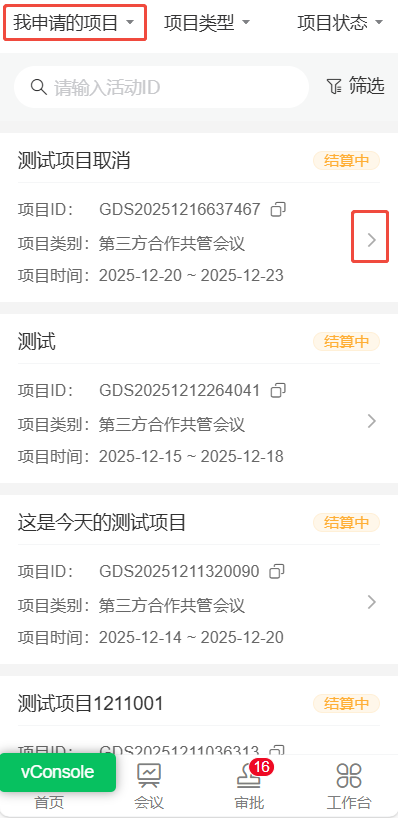 我申请的项目 项目类型 项目状态
请输入活动ID 筛选
测试项目取消 结算中
项目ID： GDS20251216637467
项目类别：第三方合作共管会议
项目时间：2025-12-20 ~ 2025-12-23
测试 结算中
项目ID： GDS20251212264041
项目类别：第三方合作共管会议
项目时间：2025-12-15 ~ 2025-12-18
这是今天的测试项目 结算中
项目ID： GDS20251211320090
项目类别：第三方合作共管会议
项目时间：2025-12-14 ~ 2025-12-20
测试项目1211001 结算中
项目ID： GDS20251211036313
vConsole 16
首页 会议 审批 工作台